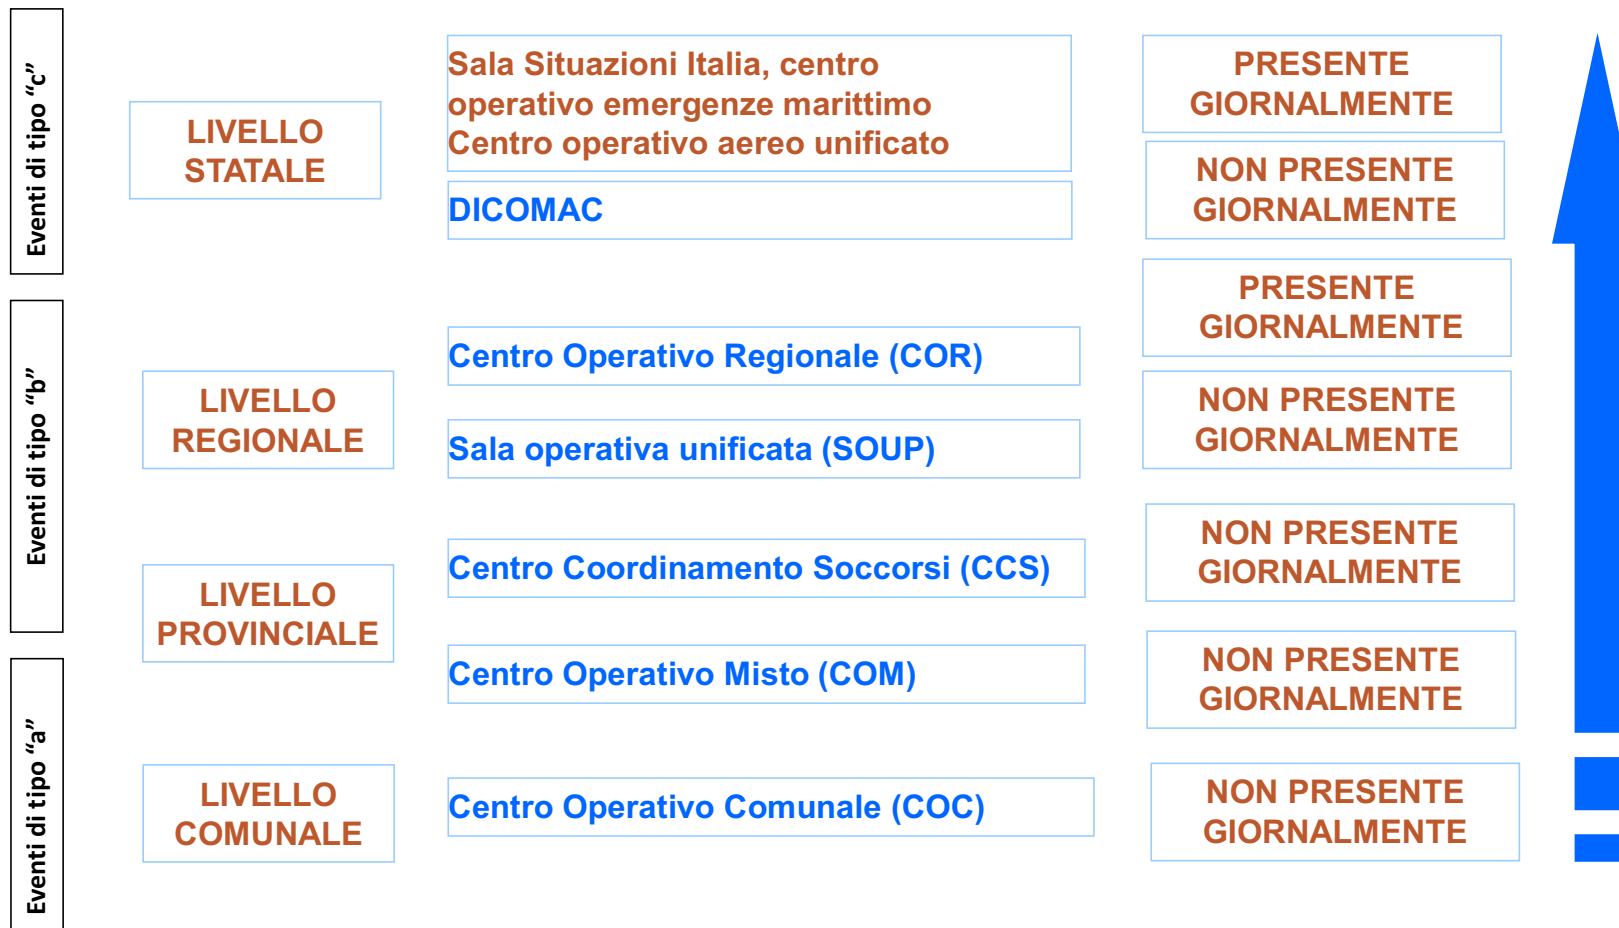 Eventi di tipo “c”
LIVELLO
STATALE
Sala Situazioni Italia, centro
operativo emergenze marittimo
Centro operativo aereo unificato
DICOMAC
PRESENTE
GIORNALMENTE
NON PRESENTE
GIORNALMENTE
Eventi di tipo “b”
LIVELLO
REGIONALE
Centro Operativo Regionale (COR)
PRESENTE
GIORNALMENTE
Sala operativa unificata (SOUP)
NON PRESENTE
GIORNALMENTE
LIVELLO
PROVINCIALE
Centro Coordinamento Soccorsi (CCS)
NON PRESENTE
GIORNALMENTE
Centro Operativo Misto (COM)
NON PRESENTE
GIORNALMENTE
Eventi di tipo “a”
LIVELLO
COMUNALE
Centro Operativo Comunale (COC)
NON PRESENTE
GIORNALMENTE